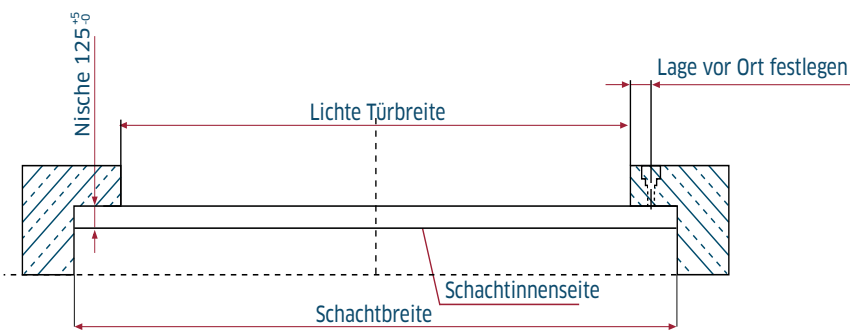 Nische 125 +5 -0
Lage vor Ort festlegen
Lichte Türbreite
Schachtinnenseite
Schachtbreite